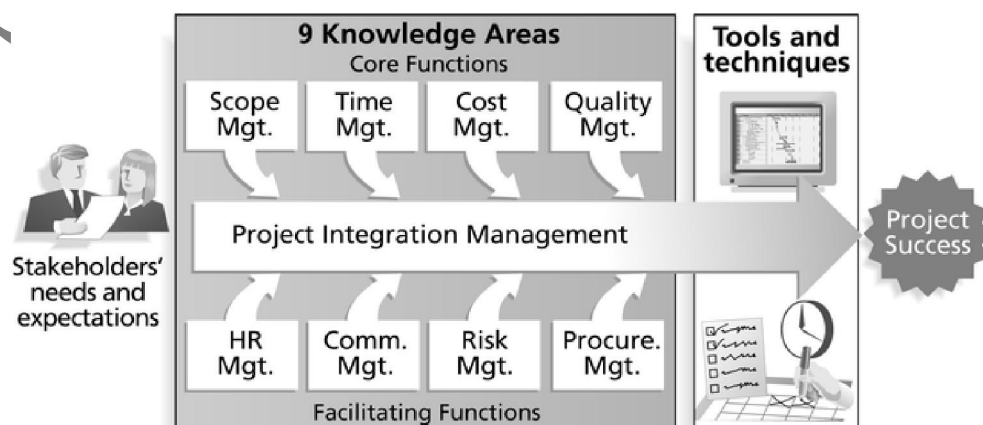 9 Knowledge Areas
Core Functions
Tools and
techniques
Scope
Mgt.
Time
Mgt.
Cost
Mgt.
Quality
Mgt.
Project Integration Management
Project
Success
Stakeholders'
needs and
expectations
HR
Mgt.
Comm.
Mgt.
Risk
Mgt.
Procure.
Mgt.
Facilitating Functions